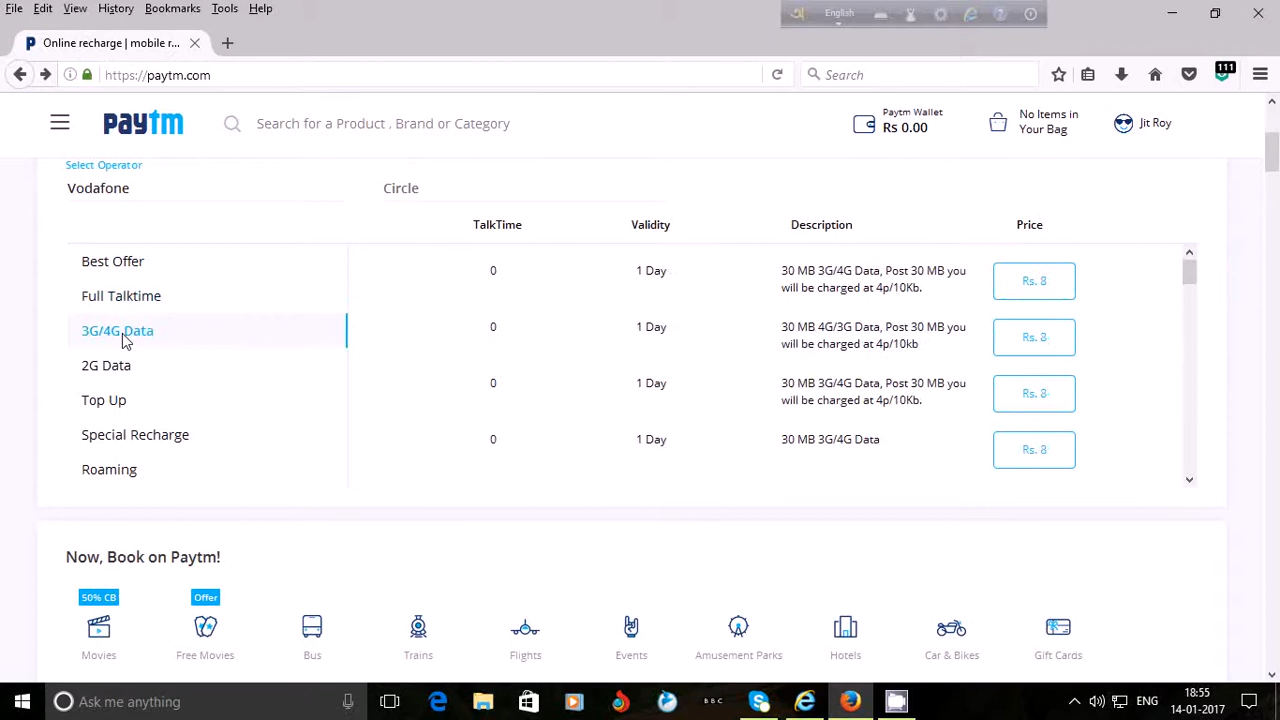 File Edit View History Bookmarks Tools Help
English
Online recharge | mobile r...
https://paytm.com
Search
111
paytm
Search for a Product , Brand or Category
Paytm Wallet
Rs 0.00
No Items in
Your Bag
Jit Roy
Select Operator
Vodafone
Circle
TalkTime Validity Description Price
Best Offer
Full Talktime
3G/4G Data
2G Data
Top Up
Special Recharge
Roaming
0 1 Day 30 MB 3G/4G Data, Post 30 MB you
will be charged at 4p/10Kb.
Rs. 8
0 1 Day 30 MB 4G/3G Data, Post 30 MB you
will be charged at 4p/10kb
Rs. 8
0 1 Day 30 MB 3G/4G Data, Post 30 MB you
will be charged at 4p/10Kb.
Rs. 8
0 1 Day 30 MB 3G/4G Data
Rs. 8
Now, Book on Paytm!
50% CB Offer
Movies Free Movies Bus Trains Flights Events Amusement Parks Hotels Car & Bikes Gift Cards
Ask me anything
BBC
ENG
18:55
14-01-2017